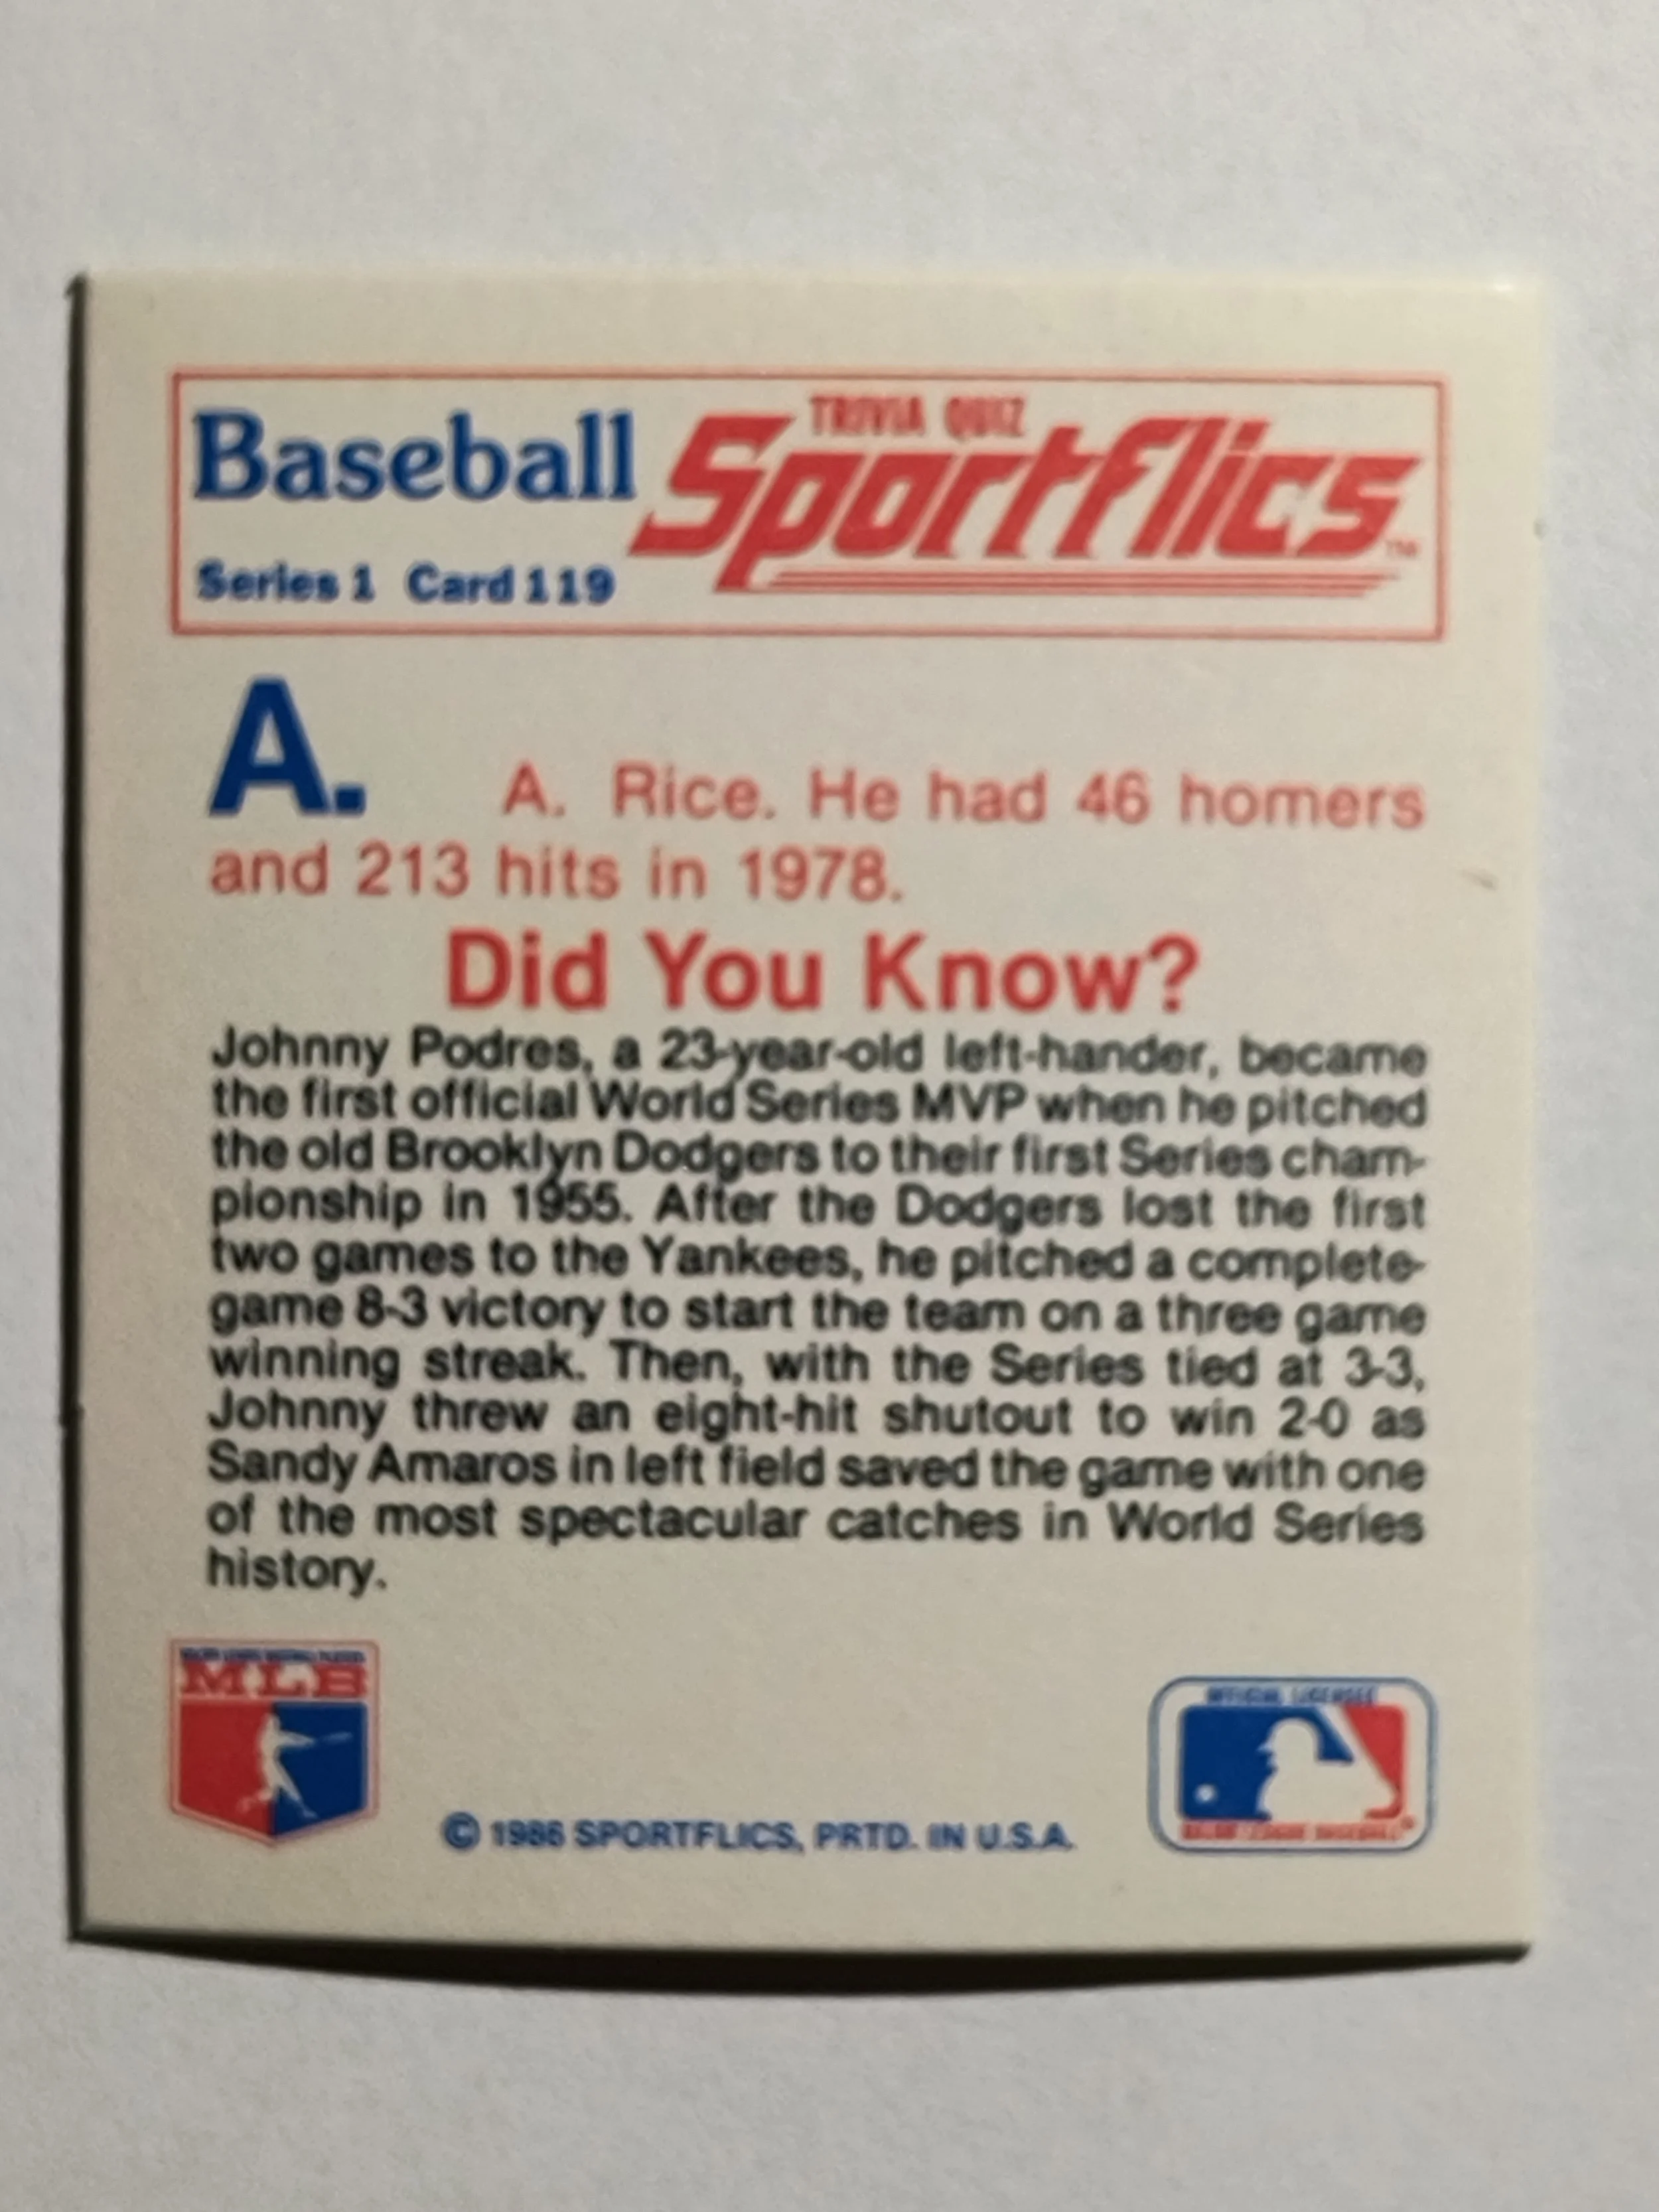 TRIVIA QUIZ
Baseball Sportflics™
Series 1 Card 119
A. A. Rice. He had 46 homers
and 213 hits in 1978.
Did You Know?
Johnny Podres, a 23-year-old left-hander, became
the first official World Series MVP when he pitched
the old Brooklyn Dodgers to their first Series cham-
pionship in 1955. After the Dodgers lost the first
two games to the Yankees, he pitched a complete-
game 8-3 victory to start the team on a three game
winning streak. Then, with the Series tied at 3-3,
Johnny threw an eight-hit shutout to win 2-0 as
Sandy Amaros in left field saved the game with one
of the most spectacular catches in World Series
history.
MLB
OFFICIAL LICENSEE
MAJOR LEAGUE BASEBALL®
© 1986 SPORTFLICS, PRTD. IN U.S.A.